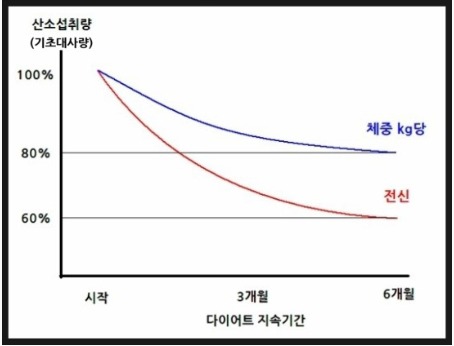 산소섭취량
(기초대사량)
100%
체중 kg당
80%
전신
60%
시작
3개월
6개월
다이어트 지속기간